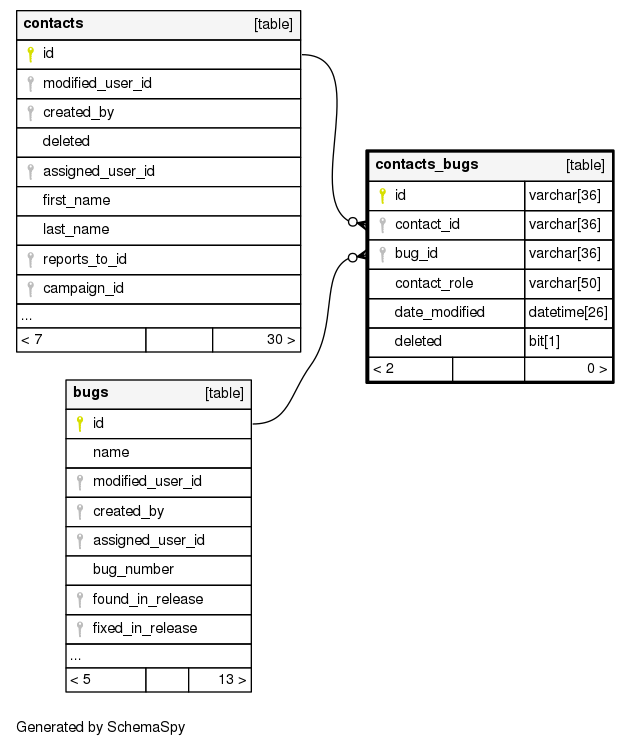 contacts [table]
id
modified_user_id
created_by
deleted
assigned_user_id
first_name
last_name
reports_to_id
campaign_id
...
< 7 30 >
contacts_bugs [table]
id varchar[36]
contact_id varchar[36]
bug_id varchar[36]
contact_role varchar[50]
date_modified datetime[26]
deleted bit[1]
< 2 0 >
bugs [table]
id
name
modified_user_id
created_by
assigned_user_id
bug_number
found_in_release
fixed_in_release
...
< 5 13 >
Generated by SchemaSpy